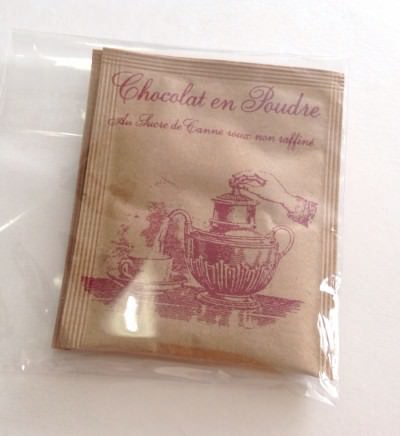 Chocolat en Poudre
Au Sucre de Canne roux non raffiné